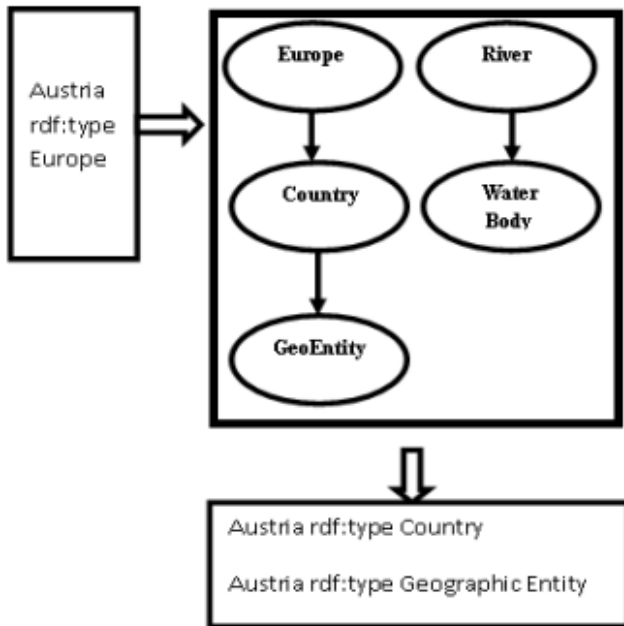 Austria
rdf:type
Europe
Europe
River
Country
Water
Body
GeoEntity
Austria rdf:type Country
Austria rdf:type Geographic Entity